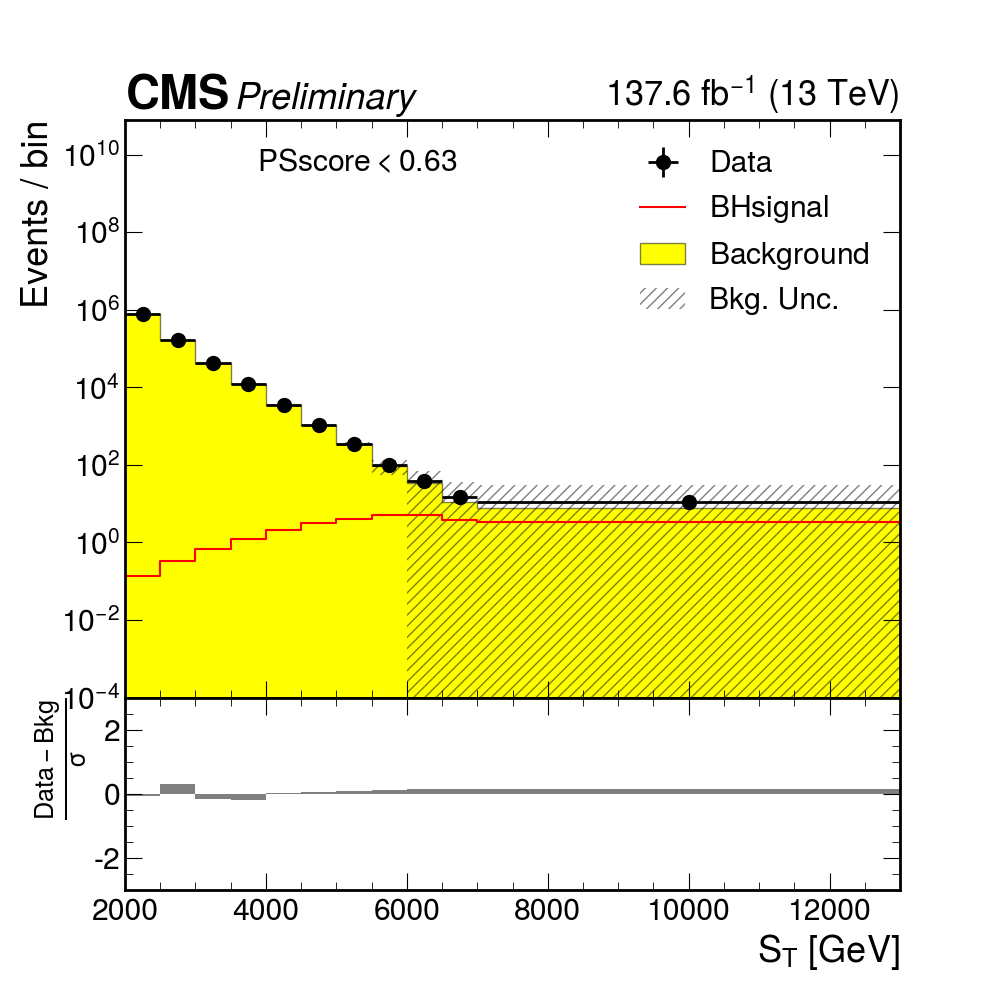 CMS Preliminary 137.6 fb⁻¹ (13 TeV)
Events / bin
PSscore < 0.63
Data
BHsignal
Background
Bkg. Unc.
10¹⁰
10⁸
10⁶
10⁴
10²
10⁰
10⁻²
10⁻⁴
Data – Bkg
σ
2
0
-2
2000 4000 6000 8000 10000 12000
S_T [GeV]